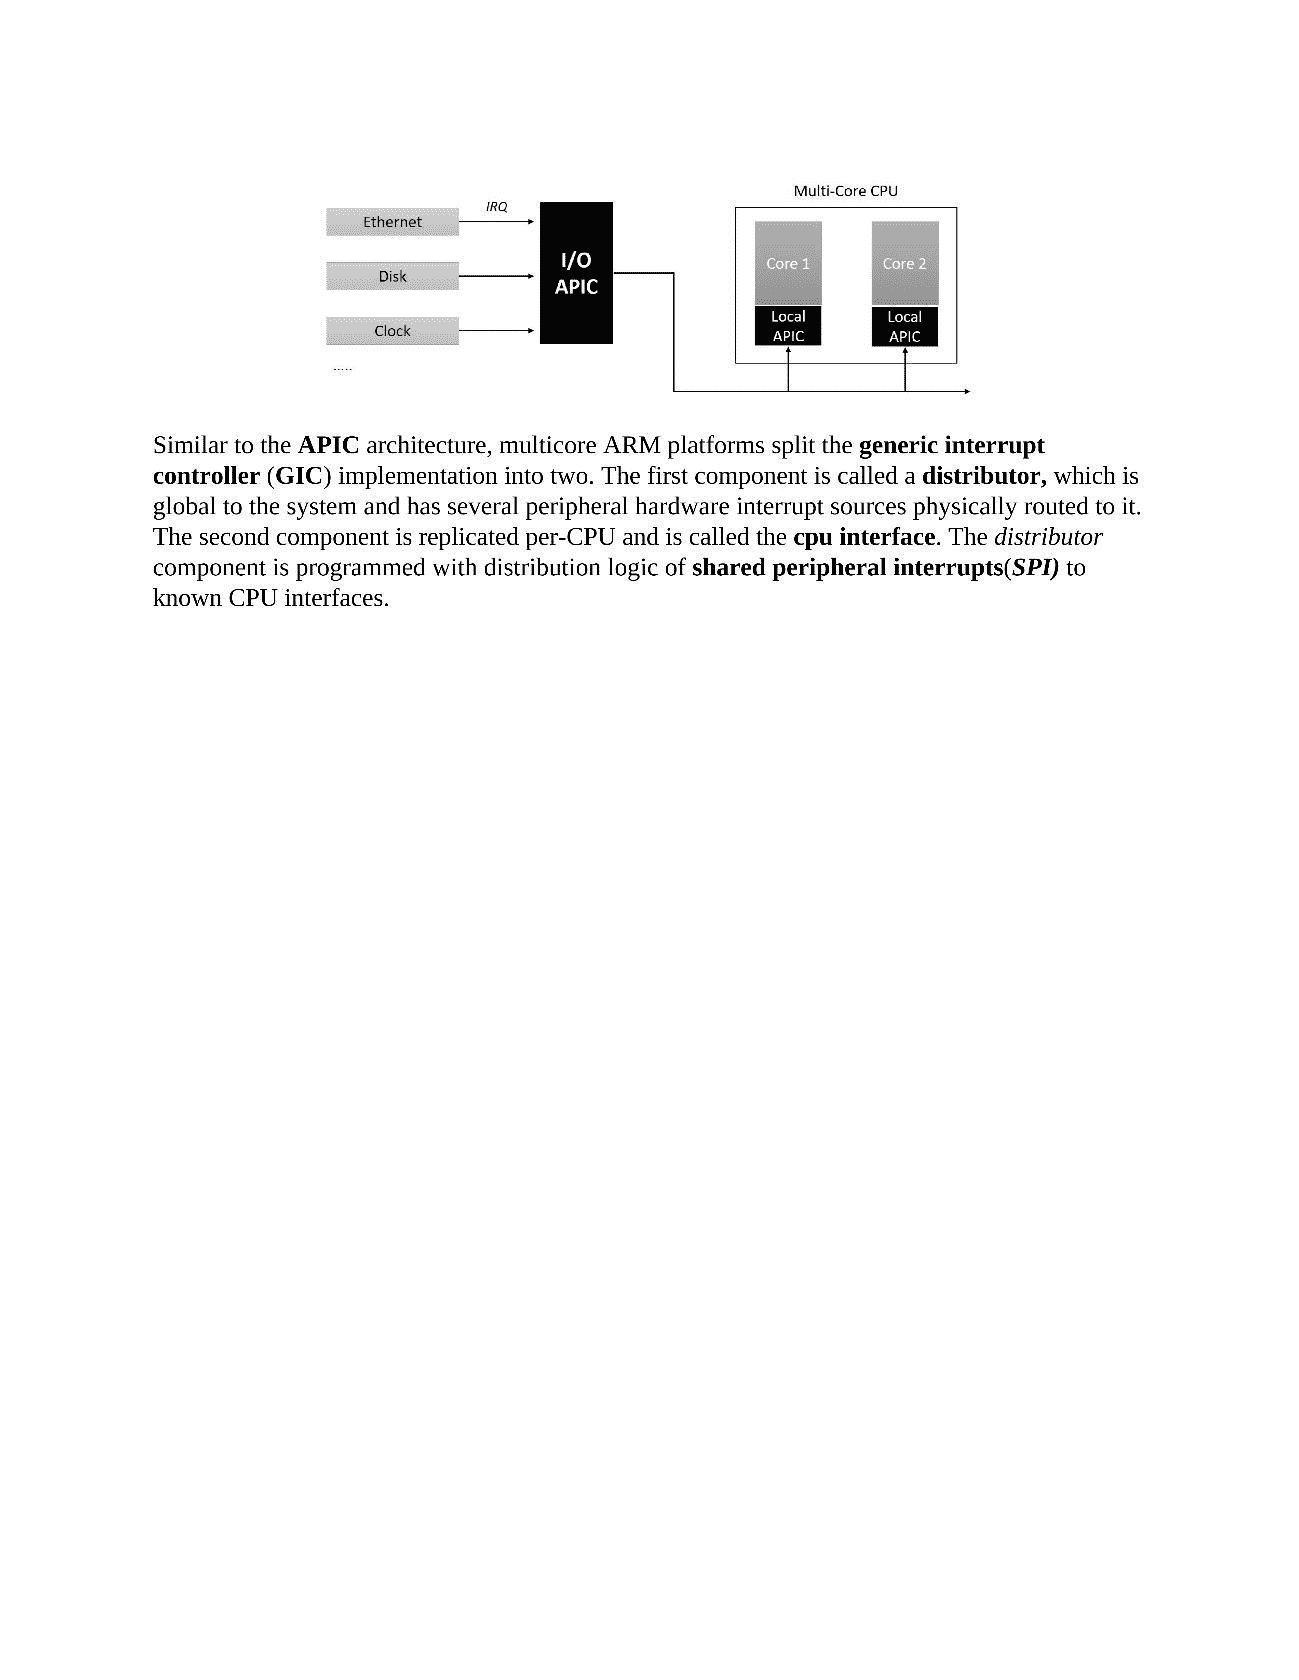 Multi-Core CPU
IRQ
Ethernet
Disk
Clock
.....
I/O
APIC
Core 1
Core 2
Local
APIC
Local
APIC
Similar to the APIC architecture, multicore ARM platforms split the generic interrupt
controller (GIC) implementation into two. The first component is called a distributor, which is
global to the system and has several peripheral hardware interrupt sources physically routed to it.
The second component is replicated per-CPU and is called the cpu interface. The distributor
component is programmed with distribution logic of shared peripheral interrupts(SPI) to
known CPU interfaces.